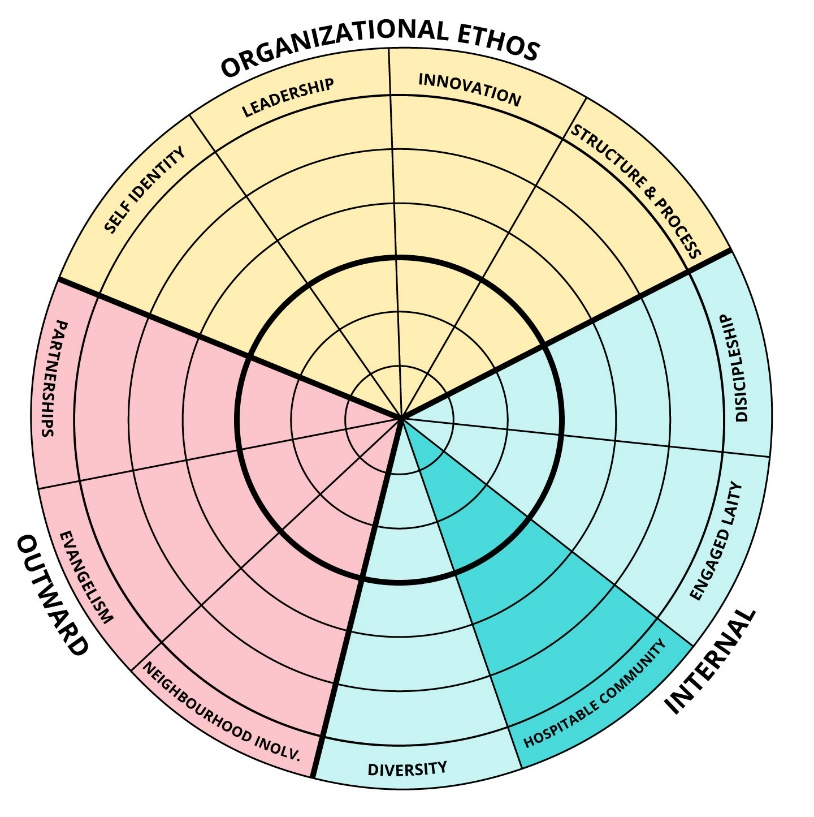 ORGANIZATIONAL ETHOS
SELF IDENTITY
LEADERSHIP
INNOVATION
STRUCTURE & PROCESS
DISICIPLESHIP
ENGAGED LAITY
INTERNAL
HOSPITABLE COMMUNITY
DIVERSITY
NEIGHBOURHOOD INOLV.
EVANGELISM
OUTWARD
PARTNERSHIPS